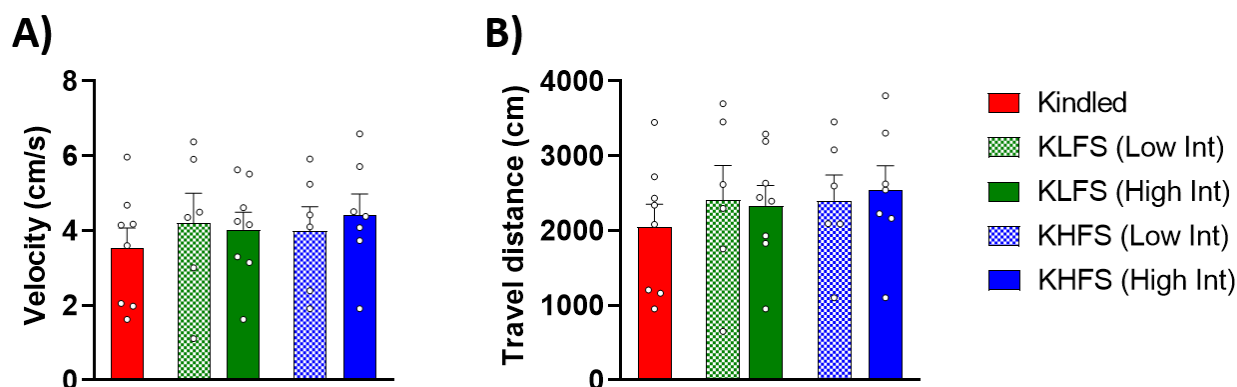 A)
B)
Velocity (cm/s)
8
6
4
2
0
Travel distance (cm)
4000
3000
2000
1000
0
Kindled
KLFS (Low Int)
KLFS (High Int)
KHFS (Low Int)
KHFS (High Int)